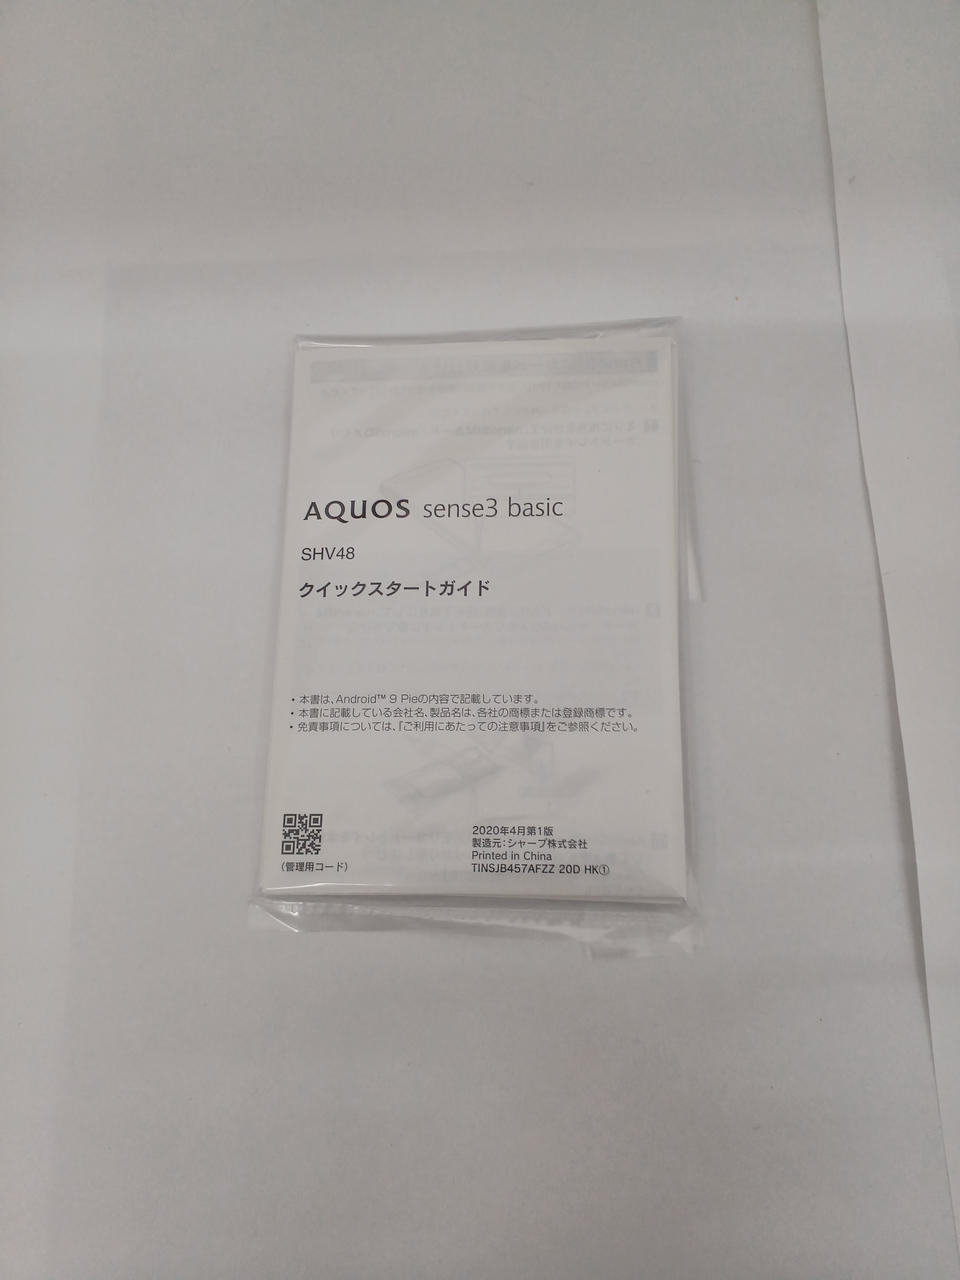 AQUOS sense3 basic
SHV48
クイックスタートガイド
• 本書は、Android™ 9 Pieの内容で記載しています。
• 本書に記載している会社名、製品名は、各社の商標または登録商標です。
• 免責事項については、「ご利用にあたっての注意事項」をご参照ください。
(管理用コード)
2020年4月第1版
製造元：シャープ株式会社
Printed in China
TINSJB457AFZZ 20D HK①